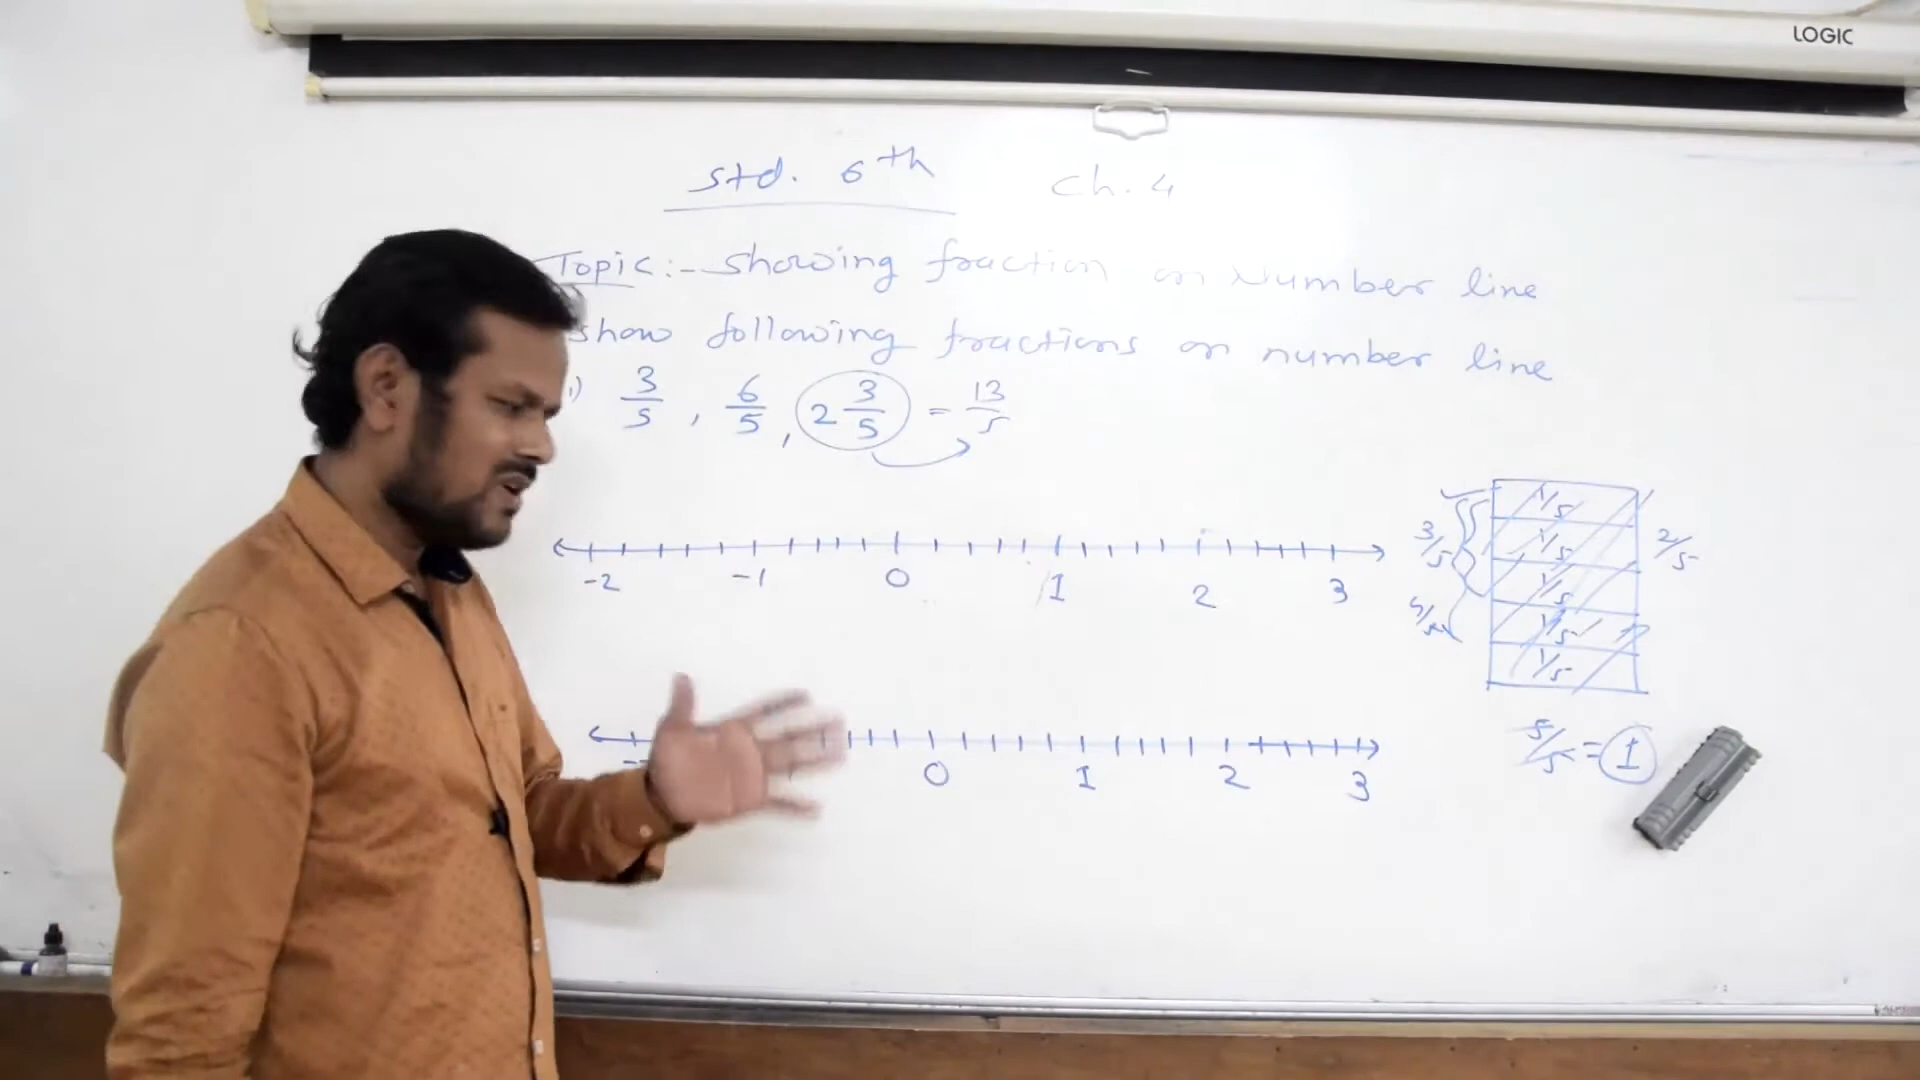 LOGIC
std. 6th Ch. 4
Topic:- Showing fraction on Number line
show following fractions on number line
i) 3/5, 6/5, 2 3/5 = 13/5
-2 -1 0 1 2 3
3/5 1/5 2/5
1/5
1/5
1/5
1/5
0 1 2 3
5/5 = 1